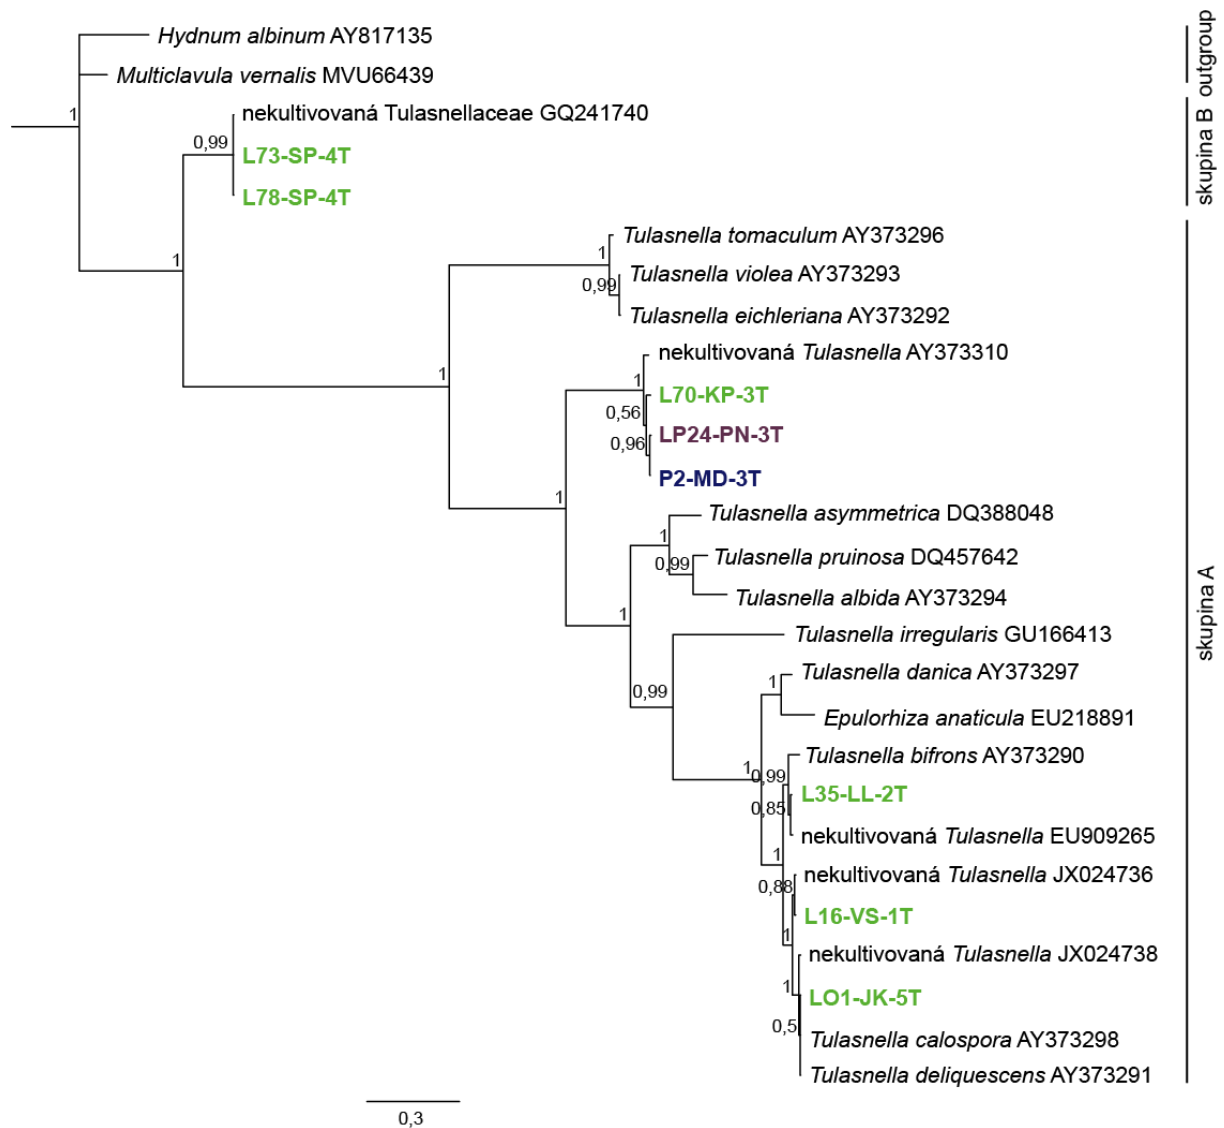 Hydnum albinum AY817135
Multiclavula vernalis MVU66439
outgroup
1
nekultivovaná Tulasnellaceae GQ241740
0,99
L73-SP-4T
L78-SP-4T
skupina B
Tulasnella tomaculum AY373296
1
1
Tulasnella violea AY373293
0,99
Tulasnella eichleriana AY373292
nekultivovaná Tulasnella AY373310
1
1
L70-KP-3T
0,56
LP24-PN-3T
0,96
P2-MD-3T
1
Tulasnella asymmetrica DQ388048
1
Tulasnella pruinosa DQ457642
0,99
Tulasnella albida AY373294
1
skupina A
Tulasnella irregularis GU166413
Tulasnella danica AY373297
1
0,99
Epulorhiza anaticula EU218891
Tulasnella bifrons AY373290
1
0,99
L35-LL-2T
0,85
nekultivovaná Tulasnella EU909265
1
nekultivovaná Tulasnella JX024736
0,88
L16-VS-1T
1
nekultivovaná Tulasnella JX024738
1
LO1-JK-5T
0,5
Tulasnella calospora AY373298
Tulasnella deliquescens AY373291
0,3